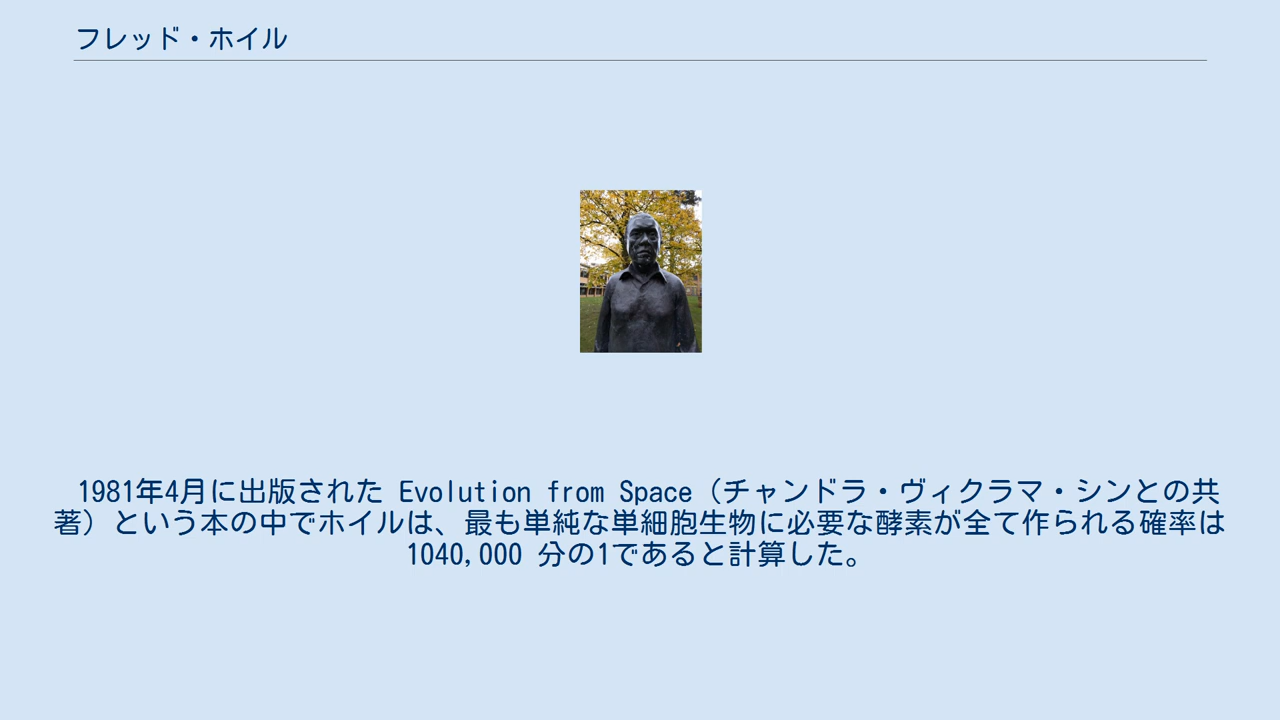 フレッド・ホイル
1981年4月に出版された Evolution from Space（チャンドラ・ヴィクラマ・シンとの共
著）という本の中でホイルは、最も単純な単細胞生物に必要な酵素が全て作られる確率は
1040,000 分の1であると計算した。